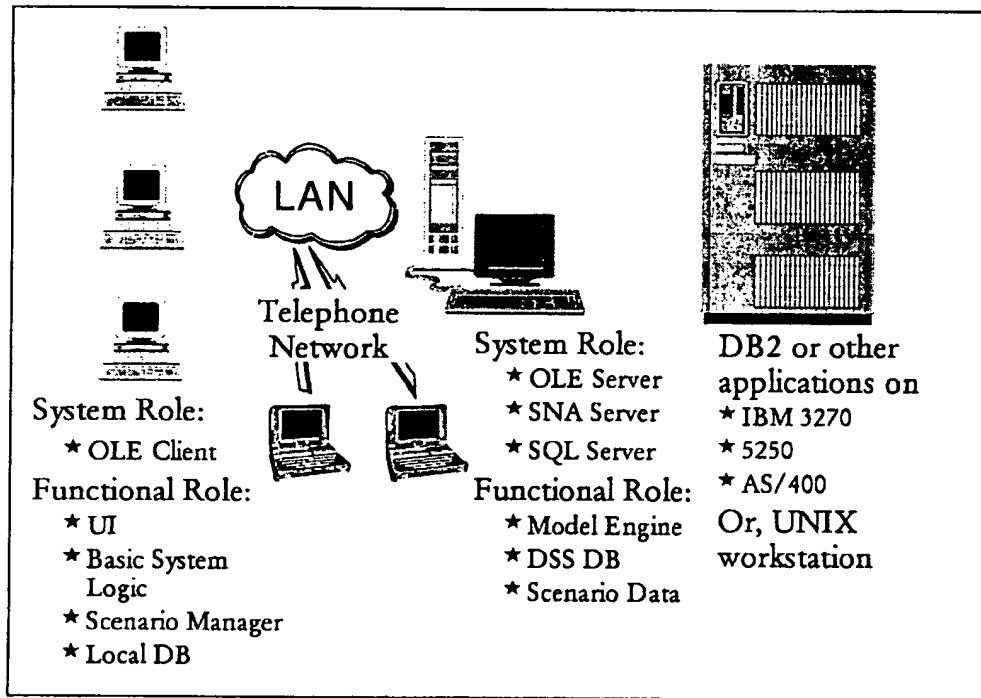 LAN
Telephone
Network
System Role:
★ OLE Client
Functional Role:
★ UI
★ Basic System
Logic
★ Scenario Manager
★ Local DB
System Role:
★ OLE Server
★ SNA Server
★ SQL Server
Functional Role:
★ Model Engine
★ DSS DB
★ Scenario Data
DB2 or other
applications on
★ IBM 3270
★ 5250
★ AS/400
Or, UNIX
workstation